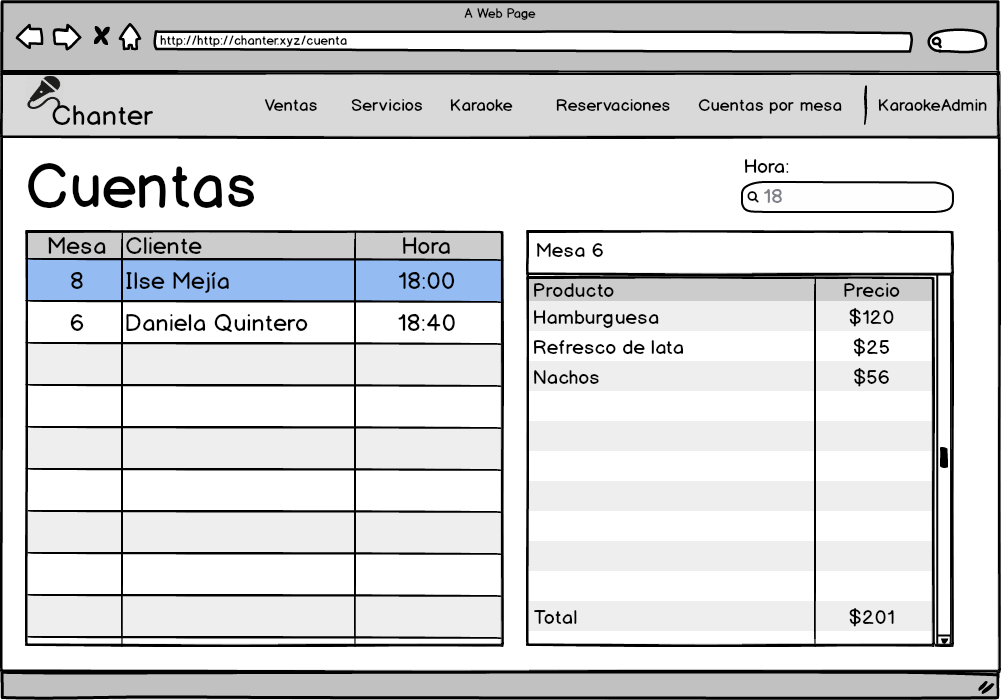 A Web Page
http://http://chanter.xyz/cuenta
Chanter
Ventas Servicios Karaoke Reservaciones Cuentas por mesa KaraokeAdmin
Cuentas
Hora:
18
Mesa Cliente Hora
8 Ilse Mejía 18:00
6 Daniela Quintero 18:40
Mesa 6
Producto Precio
Hamburguesa $120
Refresco de lata $25
Nachos $56
Total $201